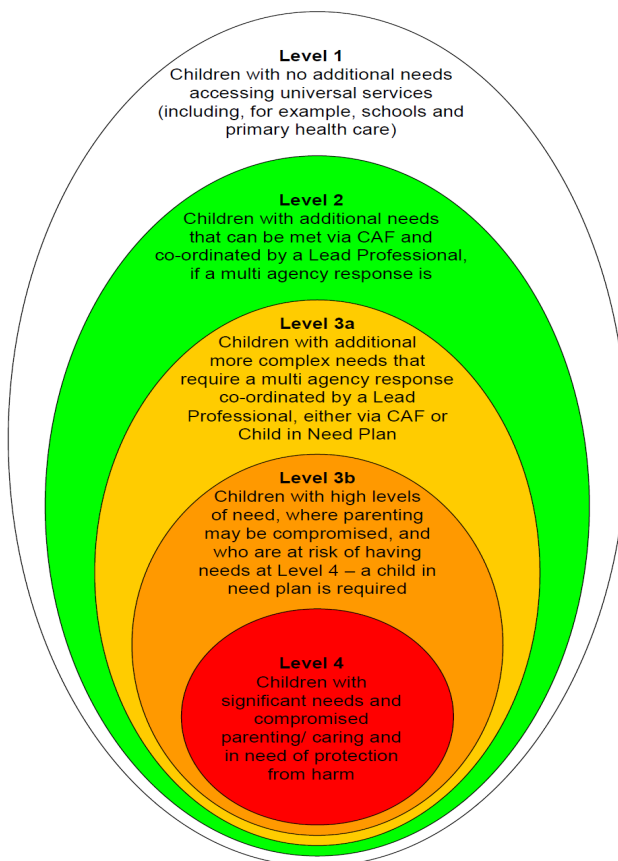 Level 1
Children with no additional needs
accessing universal services
(including, for example, schools and
primary health care)
Level 2
Children with additional needs
that can be met via CAF and
co-ordinated by a Lead Professional,
if a multi agency response is
Level 3a
Children with additional
more complex needs that
require a multi agency response
co-ordinated by a Lead
Professional, either via CAF or
Child in Need Plan
Level 3b
Children with high levels
of need, where parenting
may be compromised, and
who are at risk of having
needs at Level 4 – a child in
need plan is required
Level 4
Children with
significant needs and
compromised
parenting/ caring and
in need of protection
from harm